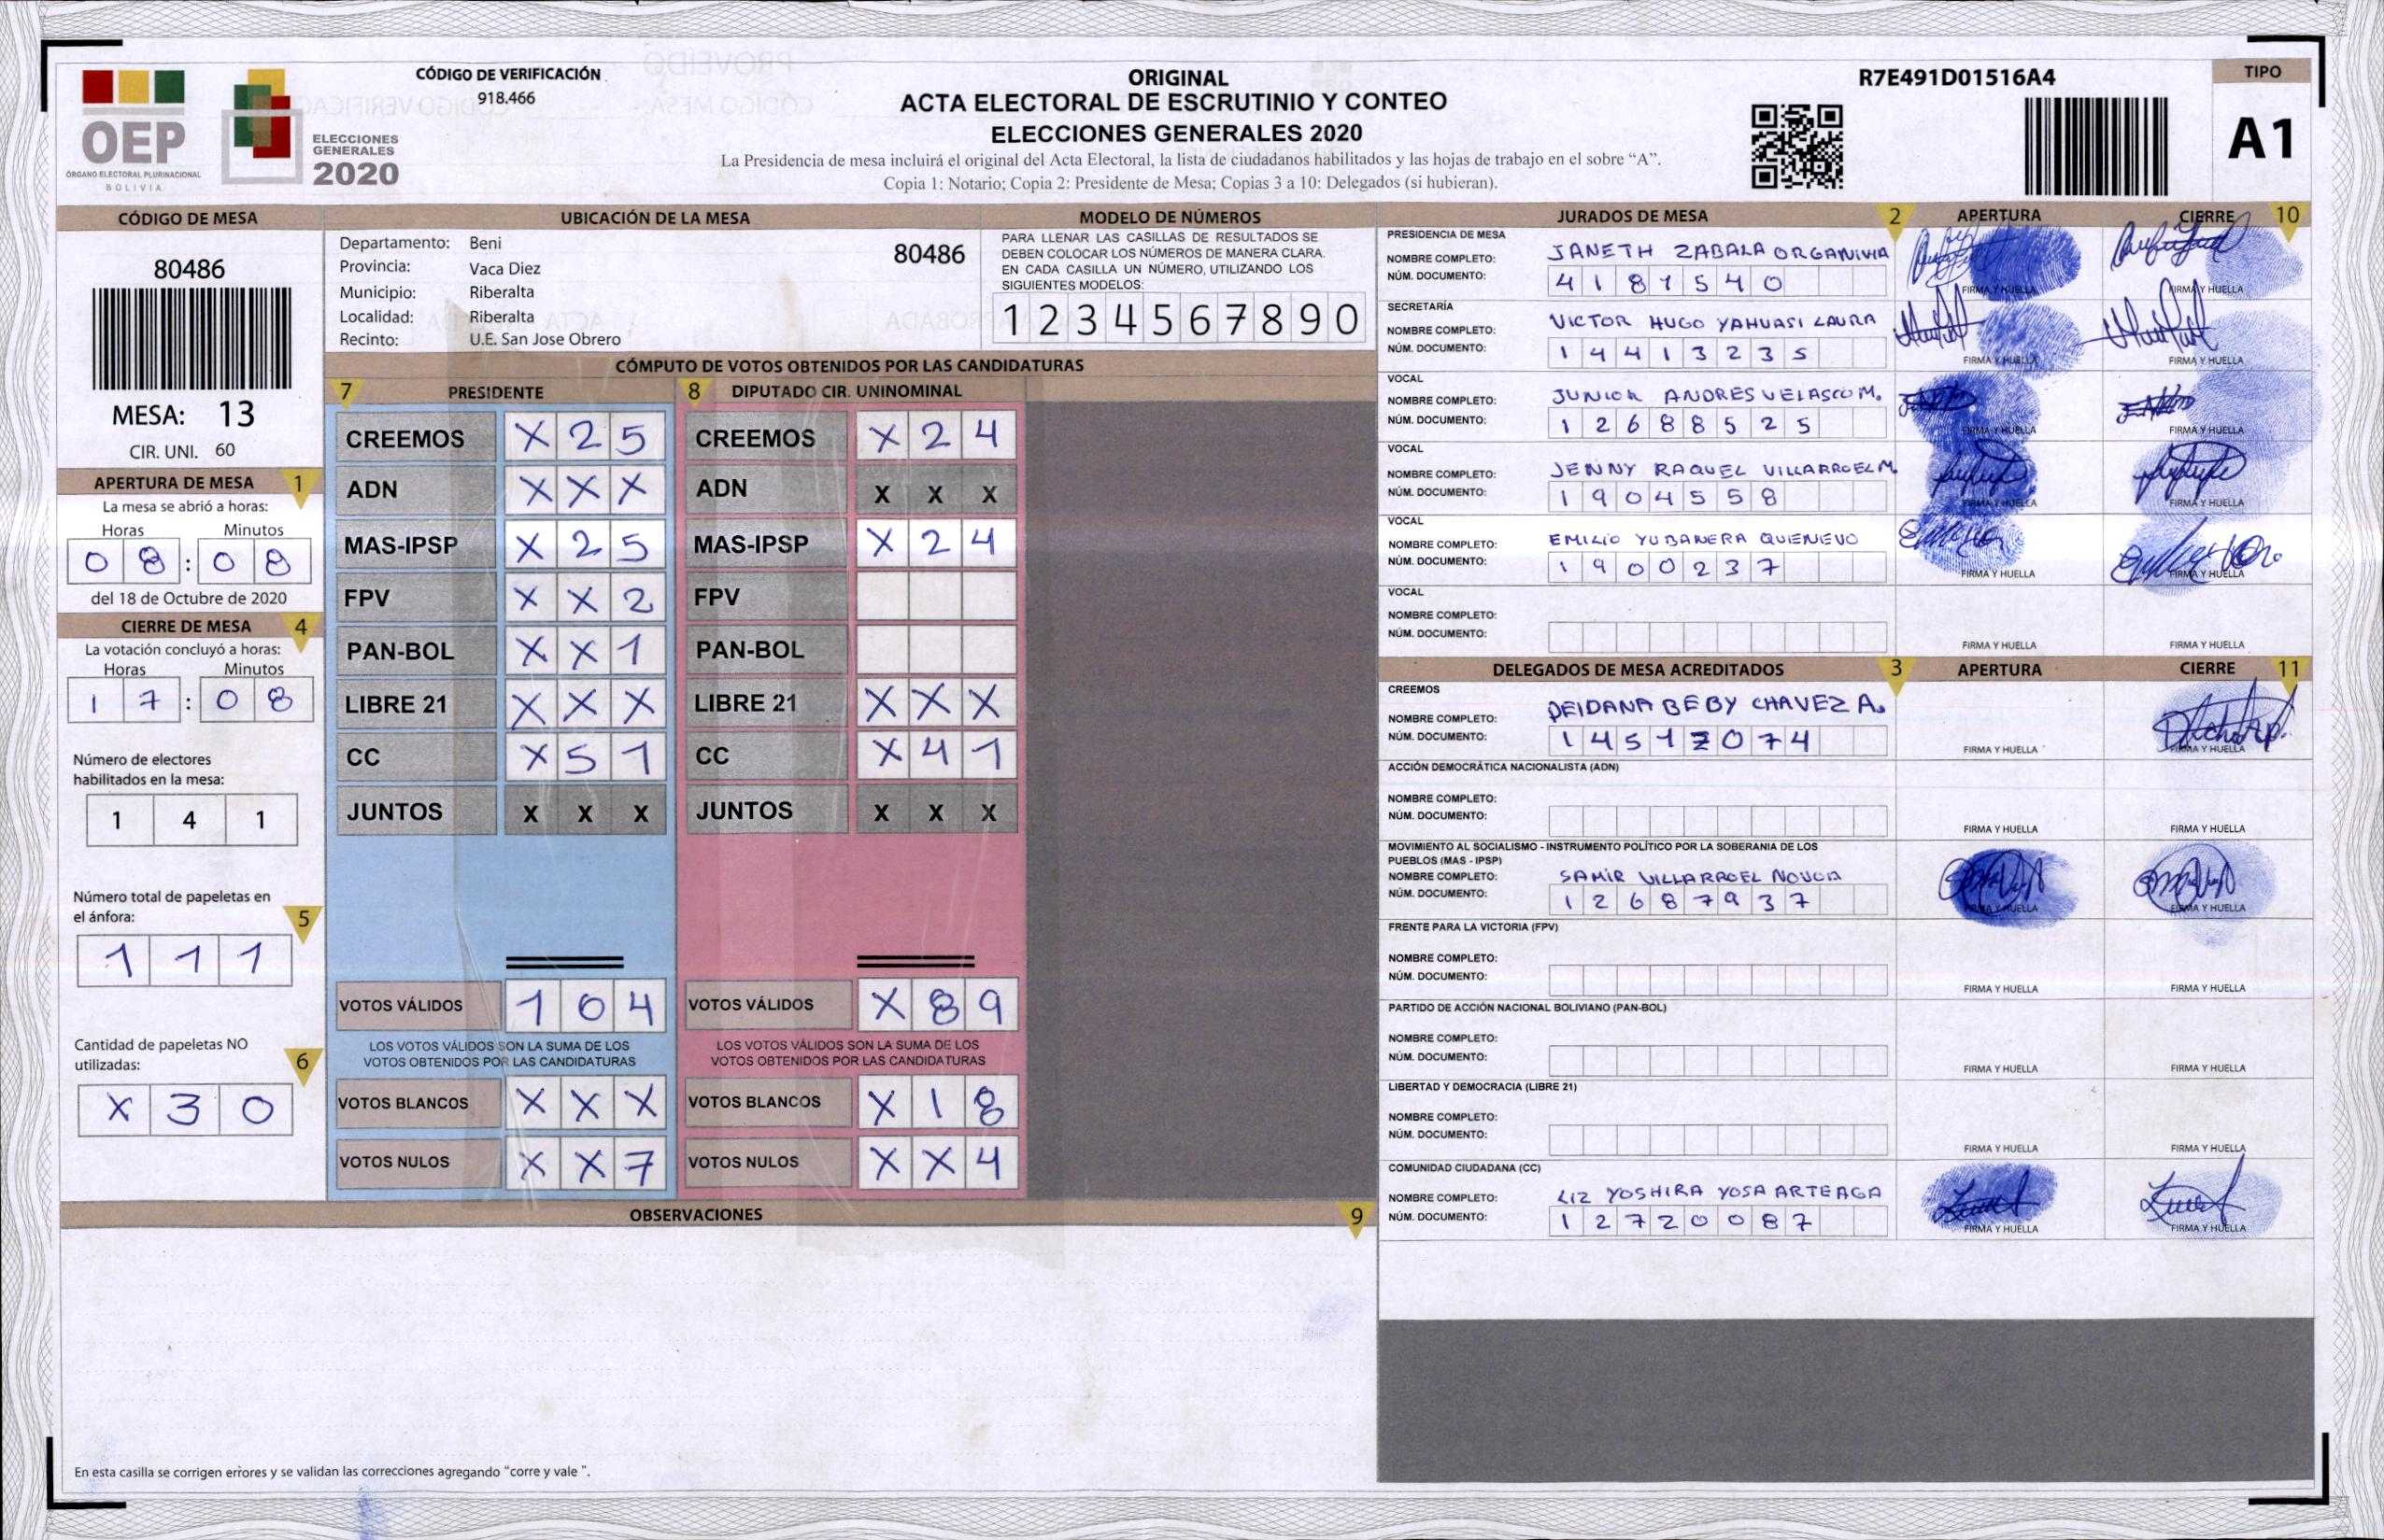 OEP
ÓRGANO ELECTORAL PLURINACIONAL
BOLIVIA
ELECCIONES
GENERALES
2020
CÓDIGO DE VERIFICACIÓN
918.466
ORIGINAL
ACTA ELECTORAL DE ESCRUTINIO Y CONTEO
ELECCIONES GENERALES 2020
La Presidencia de mesa incluirá el original del Acta Electoral, la lista de ciudadanos habilitados y las hojas de trabajo en el sobre “A”.
Copia 1: Notario; Copia 2: Presidente de Mesa; Copias 3 a 10: Delegados (si hubieran).
R7E491D01516A4
TIPO
A1
CÓDIGO DE MESA
80486
MESA: 13
CIR. UNI. 60
APERTURA DE MESA 1
La mesa se abrió a horas:
Horas Minutos
0 8 : 0 8
del 18 de Octubre de 2020
CIERRE DE MESA 4
La votación concluyó a horas:
Horas Minutos
1 7 : 0 8
Número de electores
habilitados en la mesa:
1 4 1
Número total de papeletas en
el ánfora: 5
1 1 1
Cantidad de papeletas NO
utilizadas: 6
X 3 0
UBICACIÓN DE LA MESA
Departamento: Beni
80486
Provincia: Vaca Diez
Municipio: Riberalta
Localidad: Riberalta
Recinto: U.E. San Jose Obrero
MODELO DE NÚMEROS
PARA LLENAR LAS CASILLAS DE RESULTADOS SE
DEBEN COLOCAR LOS NÚMEROS DE MANERA CLARA.
EN CADA CASILLA UN NÚMERO, UTILIZANDO LOS
SIGUIENTES MODELOS:
1 2 3 4 5 6 7 8 9 0
CÓMPUTO DE VOTOS OBTENIDOS POR LAS CANDIDATURAS
7 PRESIDENTE
CREEMOS X 2 5
ADN X X X
MAS-IPSP X 2 5
FPV X X 2
PAN-BOL X X 1
LIBRE 21 X X X
CC X 5 1
JUNTOS X X X
VOTOS VÁLIDOS 1 0 4
LOS VOTOS VÁLIDOS SON LA SUMA DE LOS
VOTOS OBTENIDOS POR LAS CANDIDATURAS
VOTOS BLANCOS X X X
VOTOS NULOS X X 7
8 DIPUTADO CIR. UNINOMINAL
CREEMOS X 2 4
ADN X X X
MAS-IPSP X 2 4
FPV
PAN-BOL
LIBRE 21 X X X
CC X 4 1
JUNTOS X X X
VOTOS VÁLIDOS X 8 9
LOS VOTOS VÁLIDOS SON LA SUMA DE LOS
VOTOS OBTENIDOS POR LAS CANDIDATURAS
VOTOS BLANCOS X 1 8
VOTOS NULOS X X 4
OBSERVACIONES 9
En esta casilla se corrigen errores y se validan las correcciones agregando “corre y vale ”.
JURADOS DE MESA 2 APERTURA CIERRE 10
PRESIDENCIA DE MESA
NOMBRE COMPLETO: JANETH ZABALA ORGANIVIA
NÚM. DOCUMENTO: 4 1 8 1 5 4 0
FIRMA Y HUELLA FIRMA Y HUELLA
SECRETARÍA
NOMBRE COMPLETO: VICTOR HUGO YAHUASI LAURA
NÚM. DOCUMENTO: 1 4 4 1 3 2 3 5
FIRMA Y HUELLA FIRMA Y HUELLA
VOCAL
NOMBRE COMPLETO: JUNIOR ANDRES VELASCO M.
NÚM. DOCUMENTO: 1 2 6 8 8 5 2 5
FIRMA Y HUELLA FIRMA Y HUELLA
VOCAL
NOMBRE COMPLETO: JENNY RAQUEL VILLARROEL M.
NÚM. DOCUMENTO: 1 9 0 4 5 5 8
FIRMA Y HUELLA FIRMA Y HUELLA
VOCAL
NOMBRE COMPLETO: EMILIO YUBANERA QUENEVO
NÚM. DOCUMENTO: 1 9 0 0 2 3 7
FIRMA Y HUELLA FIRMA Y HUELLA
VOCAL
NOMBRE COMPLETO:
NÚM. DOCUMENTO:
FIRMA Y HUELLA FIRMA Y HUELLA
DELEGADOS DE MESA ACREDITADOS 3 APERTURA CIERRE 11
CREEMOS
NOMBRE COMPLETO: DEIDANA BEBY CHAVEZ A.
NÚM. DOCUMENTO: 1 4 5 1 2 0 7 4
FIRMA Y HUELLA FIRMA Y HUELLA
ACCIÓN DEMOCRÁTICA NACIONALISTA (ADN)
NOMBRE COMPLETO:
NÚM. DOCUMENTO:
FIRMA Y HUELLA FIRMA Y HUELLA
MOVIMIENTO AL SOCIALISMO - INSTRUMENTO POLÍTICO POR LA SOBERANIA DE LOS
PUEBLOS (MAS - IPSP)
NOMBRE COMPLETO: SAMIR VILLARROEL NOVOA
NÚM. DOCUMENTO: 1 2 6 8 7 9 3 7
FIRMA Y HUELLA FIRMA Y HUELLA
FRENTE PARA LA VICTORIA (FPV)
NOMBRE COMPLETO:
NÚM. DOCUMENTO:
FIRMA Y HUELLA FIRMA Y HUELLA
PARTIDO DE ACCIÓN NACIONAL BOLIVIANO (PAN-BOL)
NOMBRE COMPLETO:
NÚM. DOCUMENTO:
FIRMA Y HUELLA FIRMA Y HUELLA
LIBERTAD Y DEMOCRACIA (LIBRE 21)
NOMBRE COMPLETO:
NÚM. DOCUMENTO:
FIRMA Y HUELLA FIRMA Y HUELLA
COMUNIDAD CIUDADANA (CC)
NOMBRE COMPLETO: LIZ YOSHIRA YOSA ARTEAGA
NÚM. DOCUMENTO: 1 2 7 2 0 0 8 7
FIRMA Y HUELLA FIRMA Y HUELLA